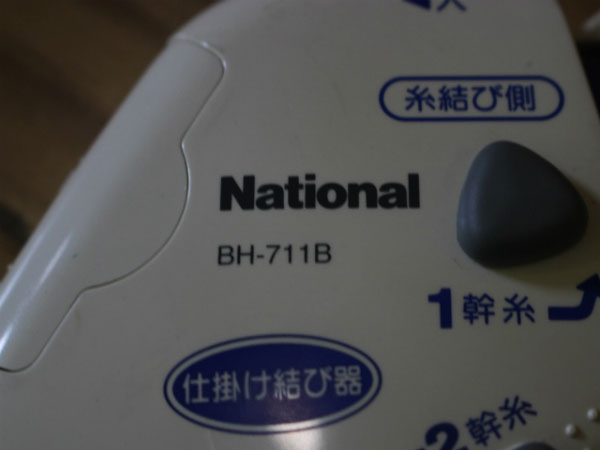 入
糸結び側
National
BH-711B
1幹糸
仕掛け結び器
2幹糸